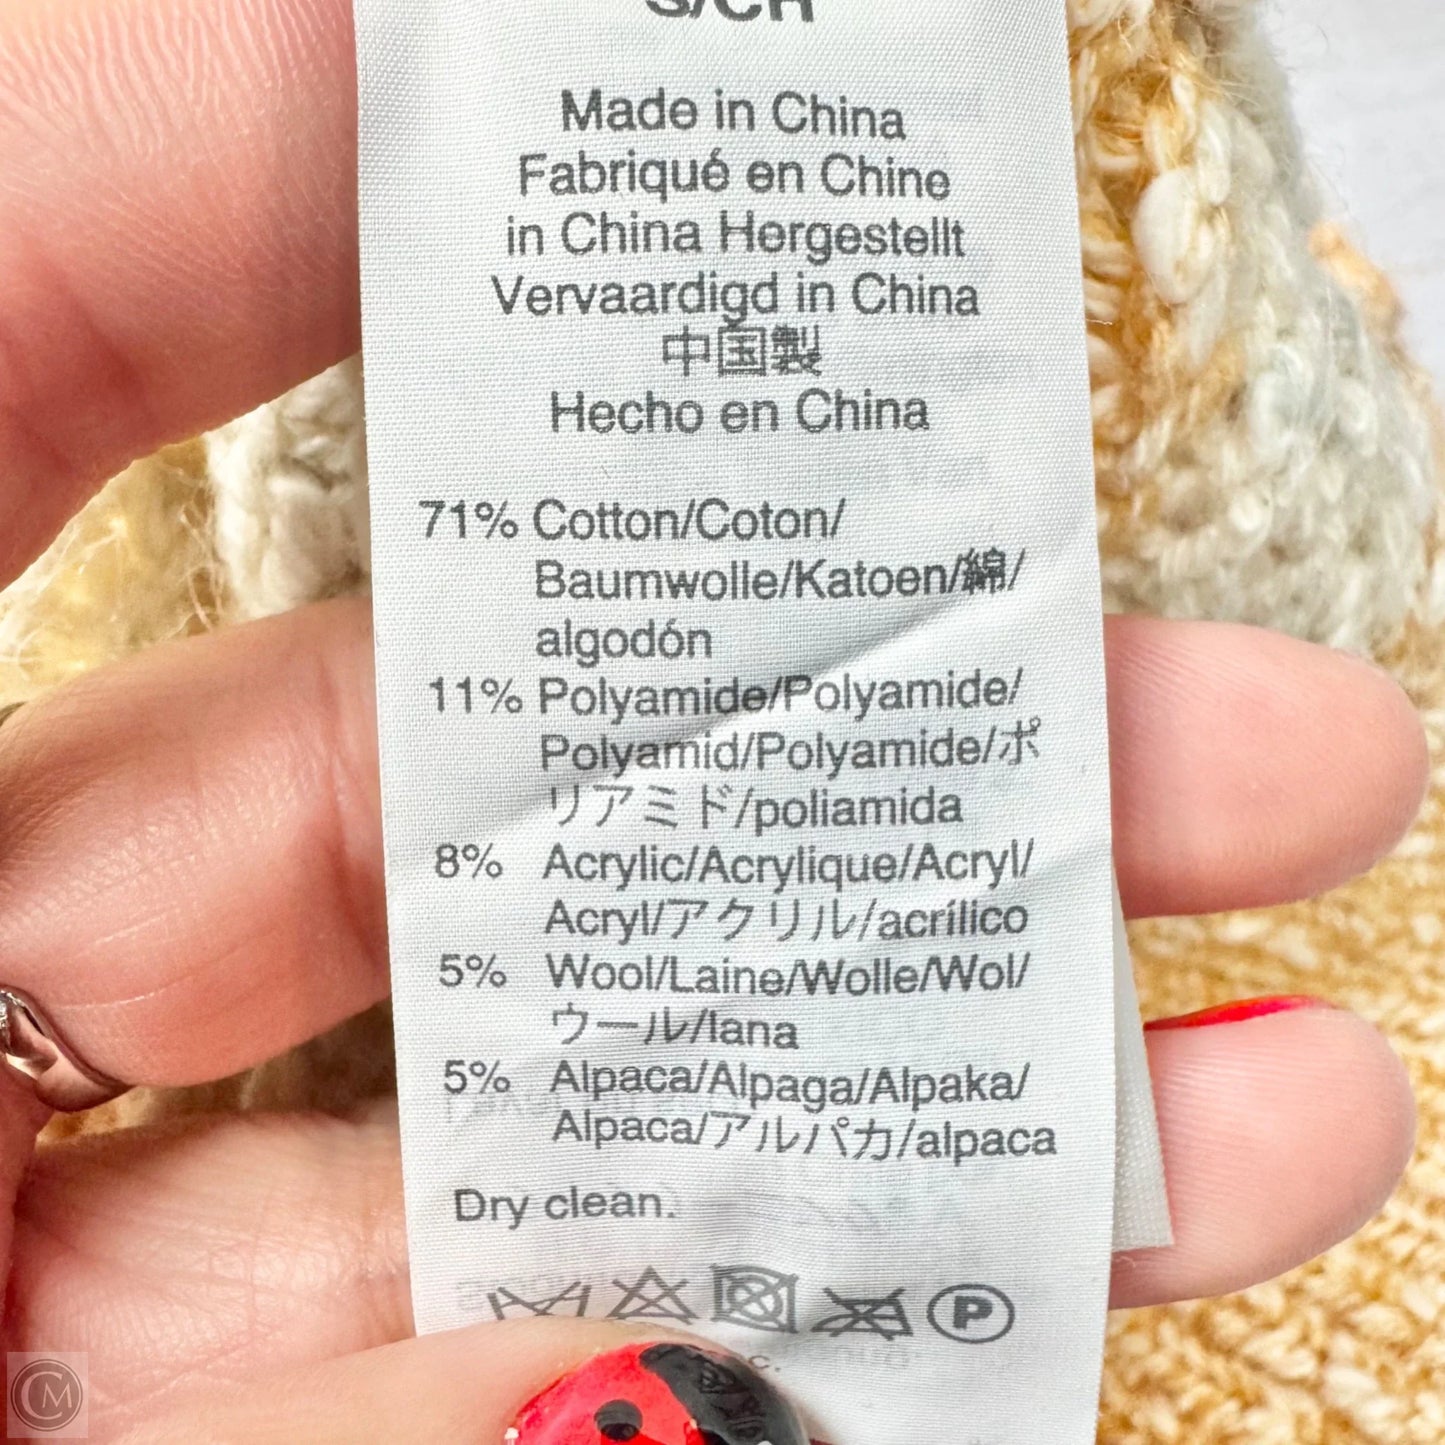 S/CH
Made in China
Fabriqué en Chine
in China Hergestellt
Vervaardigd in China
中国製
Hecho en China
71% Cotton/Coton/
Baumwolle/Katoen/綿/
algodón
11% Polyamide/Polyamide/
Polyamid/Polyamide/ポ
リアミド/poliamida
8% Acrylic/Acrylique/Acryl/
Acryl/アクリル/acrílico
5% Wool/Laine/Wolle/Wol/
ウール/lana
5% Alpaca/Alpaga/Alpaka/
Alpaca/アルパカ/alpaca
Dry clean.
P
CM